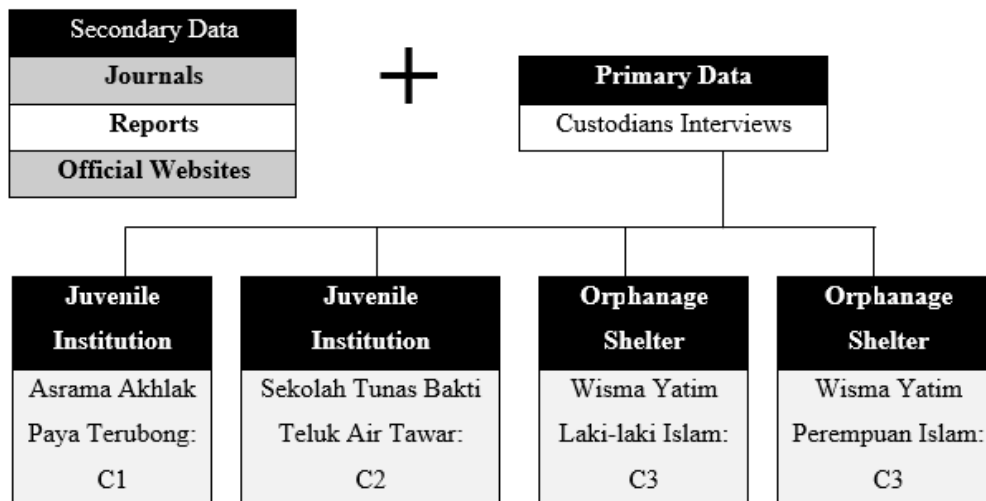 Secondary Data
Journals
Reports
Official Websites
+
Primary Data
Custodians Interviews
Juvenile
Institution
Asrama Akhlak
Paya Terubong:
C1
Juvenile
Institution
Sekolah Tunas Bakti
Teluk Air Tawar:
C2
Orphanage
Shelter
Wisma Yatim
Laki-laki Islam:
C3
Orphanage
Shelter
Wisma Yatim
Perempuan Islam:
C3